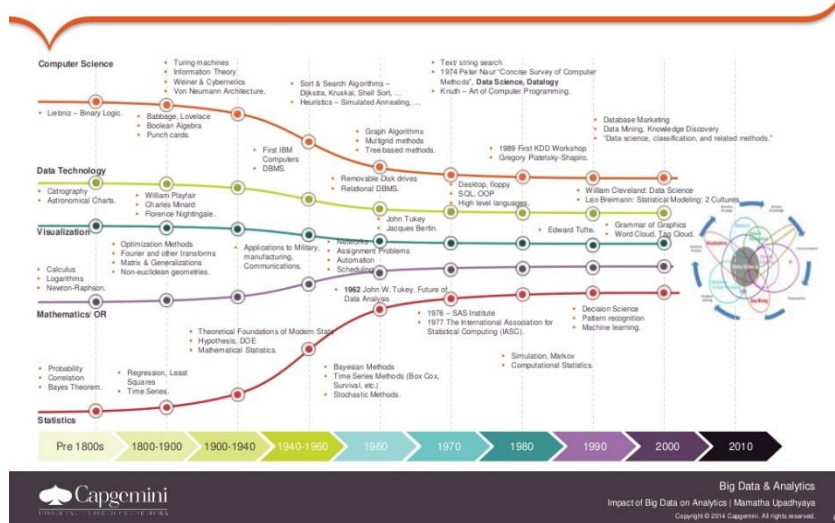 Computer Science
Turing machines
Information Theory
Weiner & Cybernetics
Von Neumann Architecture.
Sort & Search Algorithms –
Dijkstra, Kruskal, Shell Sort, …
Heuristics – Simulated Annealing, …
Text/ string search
1974 Peter Naur “Concise Survey of Computer
Methods”, Data Science, Datalogy
Knuth – Art of Computer Programming.
Leibniz – Binary Logic.
Babbage, Lovelace
Boolean Algebra
Punch cards.
Graph Algorithms
Multigrid methods
Tree based methods.
Database Marketing
Data Mining, Knowledge Discovery
“Data science, classification, and related methods.”
1989 First KDD Workshop
Gregory Piatetsky-Shapiro.
First IBM
Computers
DBMS.
Data Technology
Removable Disk drives
Relational DBMS.
Desktop, floppy
SQL, OOP
High level languages.
Catrography
Astronomical Charts.
William Playfair
Charles Minard
Florence Nightingale.
William Cleveland: Data Science
Leo Breimann: Statistical Modeling: 2 Cultures
John Tukey
Jacques Bertin.
Edward Tufte.
Grammar of Graphics
Word Cloud, Tag Cloud.
Visualization
Optimization Methods
Fourier and other transforms
Matrix & Generalizations
Non-euclidean geometries.
Applications to Military,
manufacturing,
Communications.
Networks
Assignment Problems
Automation
Scheduling
Calculus
Logarithms
Newton-Raphson.
1962 John W. Tukey, Future of
Data Analysis
Mathematics/ OR
1976 – SAS Institute
1977 The International Association for
Statistical Computing (IASC).
Decision Science
Pattern recognition
Machine learning.
Theoretical Foundations of Modern Stats
Hypothesis, DOE
Mathematical Statistics.
Probability
Correlation
Bayes Theorem.
Regression, Least
Squares
Time Series.
Bayesian Methods
Time Series Methods (Box Cox,
Survival, etc.)
Stochastic Methods.
Simulation, Markov
Computational Statistics.
Statistics
Pre 1800s
1800-1900
1900-1940
1940-1960
1960
1970
1980
1990
2000
2010
Capgemini
Big Data & Analytics
Impact of Big Data on Analytics | Mamatha Upadhyaya
Copyright © 2014 Capgemini. All rights reserved.